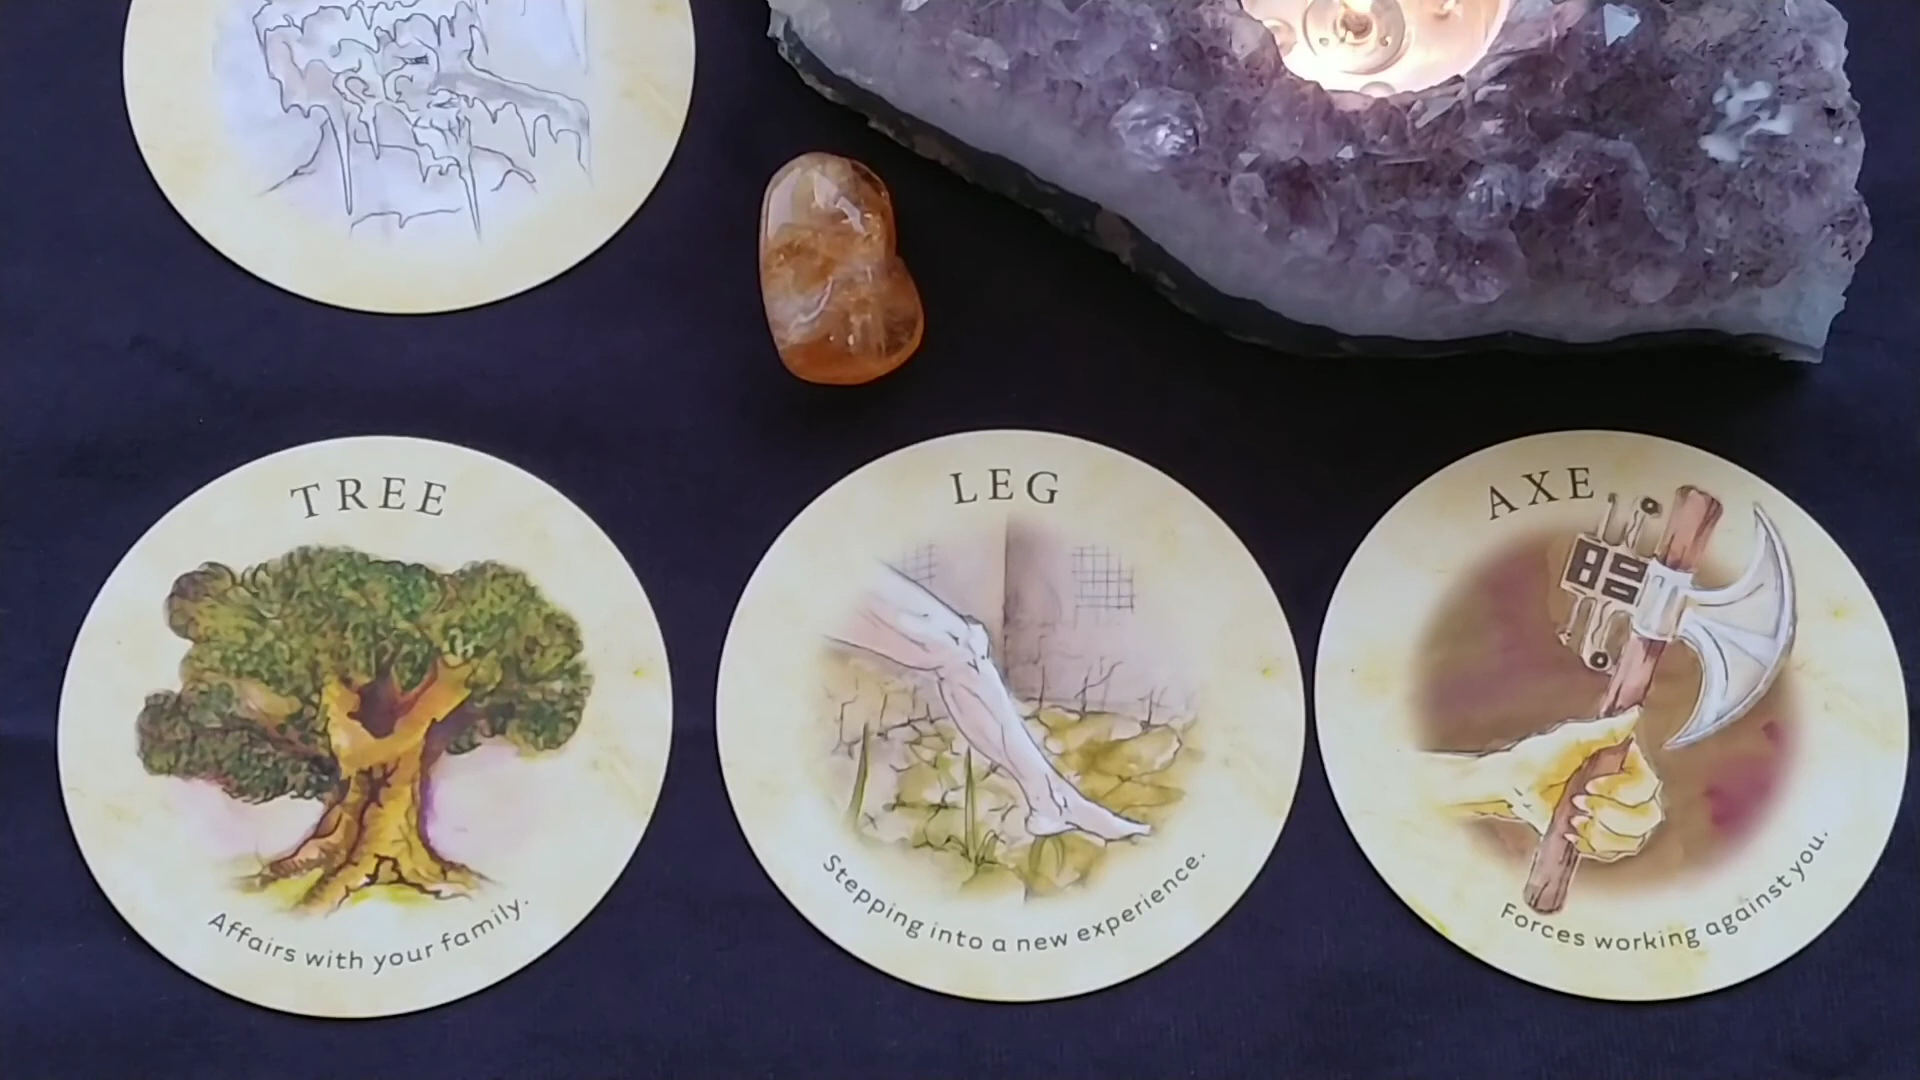 TREE
Affairs with your family.
LEG
Stepping into a new experience.
AXE
Forces working against you.